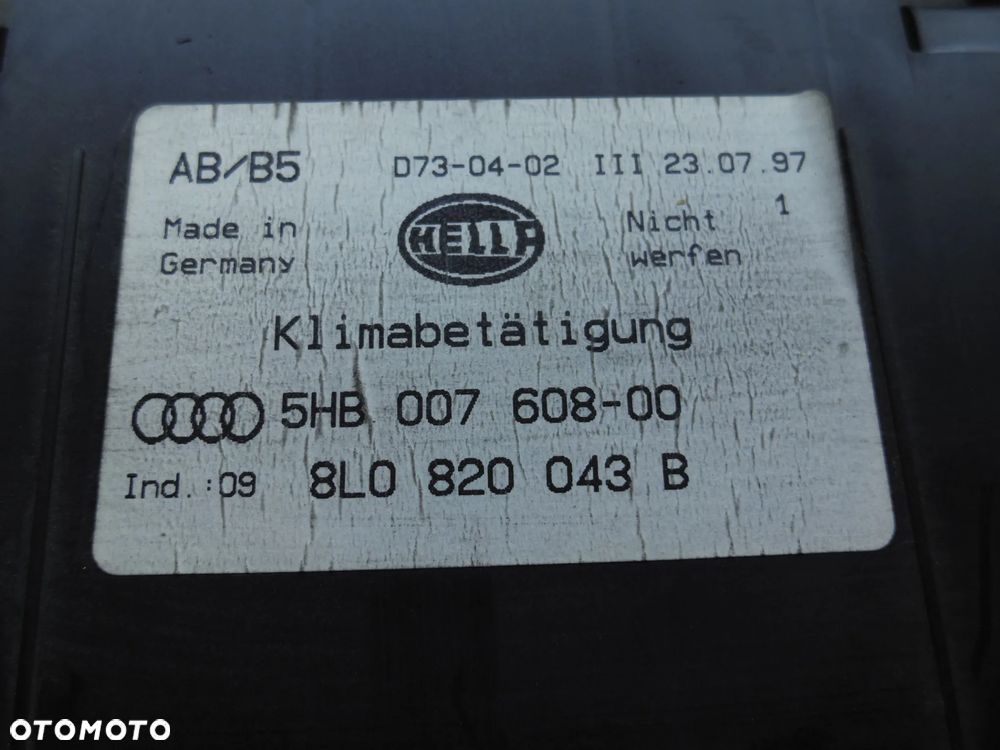 AB/B5 D73-04-02 III 23.07.97
Made in Germany HELLA Nicht werfen 1
Klimabetätigung
5HB 007 608-00
Ind.:09 8L0 820 043 B
OTOMOTO